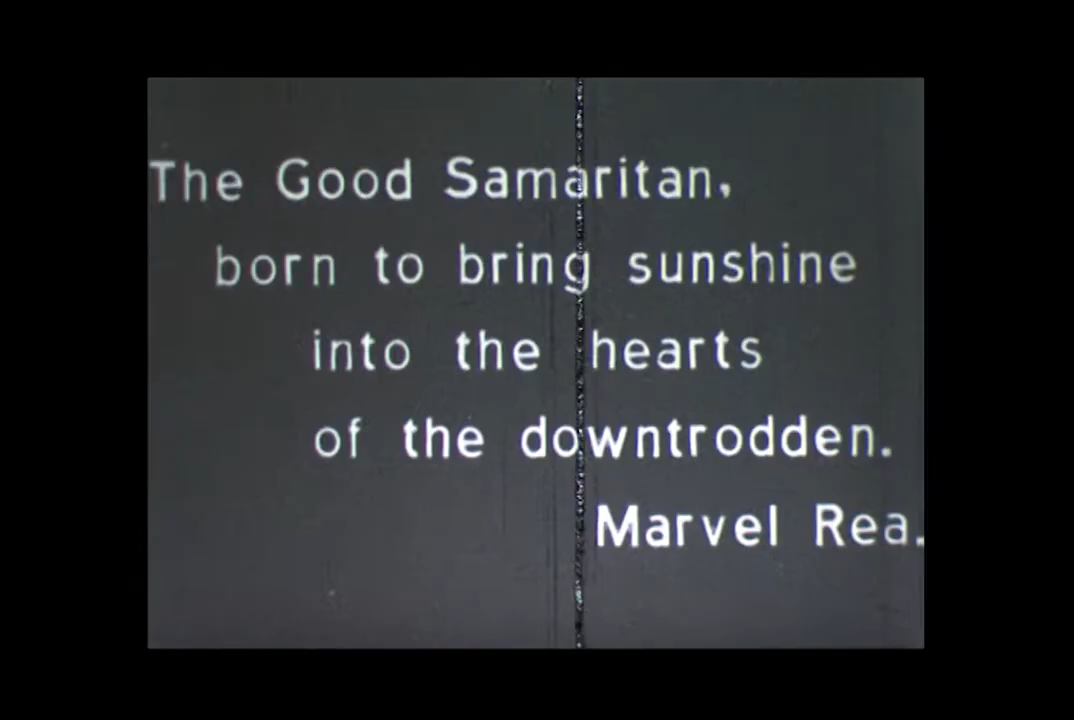 The Good Samaritan,
born to bring sunshine
into the hearts
of the downtrodden.
Marvel Rea.